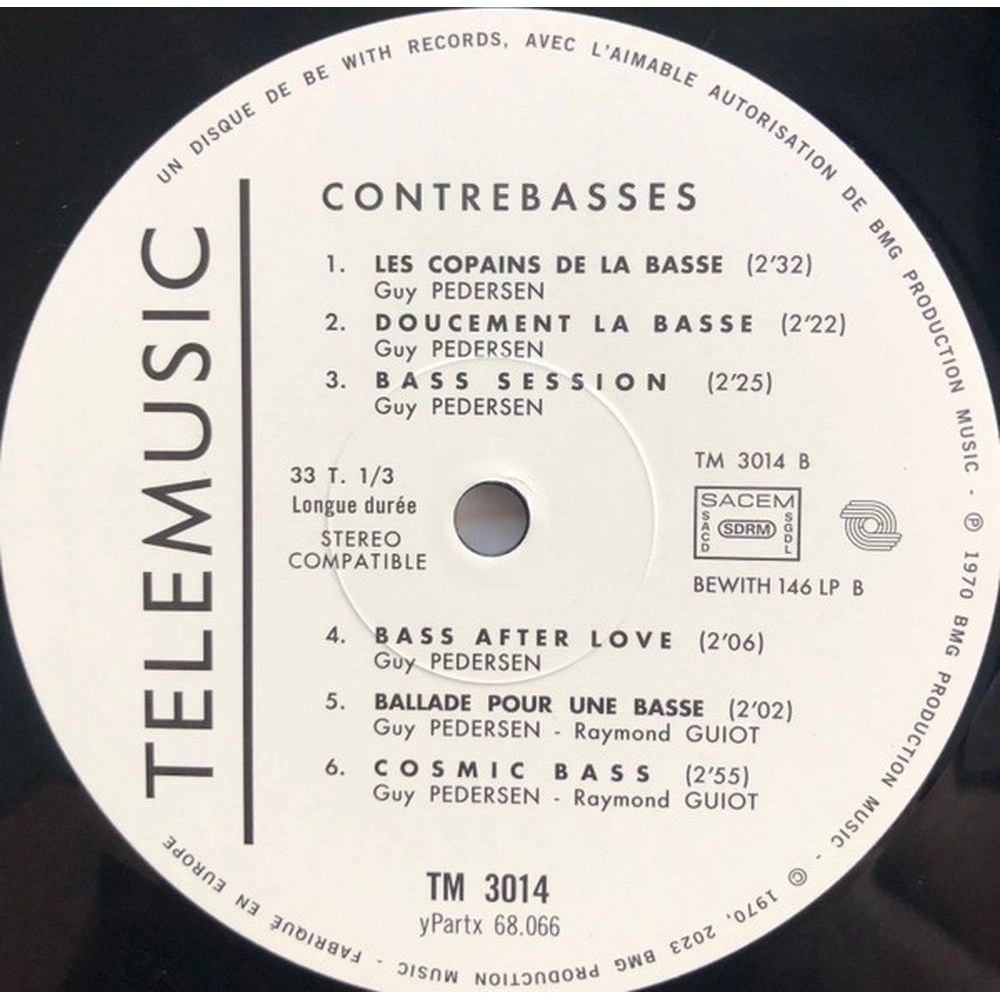 UN DISQUE DE BE WITH RECORDS, AVEC L'AIMABLE AUTORISATION DE BMG PRODUCTION MUSIC - Ⓟ 1970 BMG PRODUCTION MUSIC - © 1970, 2023 BMG PRODUCTION MUSIC - FABRIQUÉ EN EUROPE
TELEMUSIC
CONTREBASSES
1. LES COPAINS DE LA BASSE (2'32)
Guy PEDERSEN
2. DOUCEMENT LA BASSE (2'22)
Guy PEDERSEN
3. BASS SESSION (2'25)
Guy PEDERSEN
33 T. 1/3
Longue durée
STEREO
COMPATIBLE
TM 3014 B
SACEM
SACD
SDRM
SGDL
BEWITH 146 LP B
4. BASS AFTER LOVE (2'06)
Guy PEDERSEN
5. BALLADE POUR UNE BASSE (2'02)
Guy PEDERSEN - Raymond GUIOT
6. COSMIC BASS (2'55)
Guy PEDERSEN - Raymond GUIOT
TM 3014
yPartx 68.066